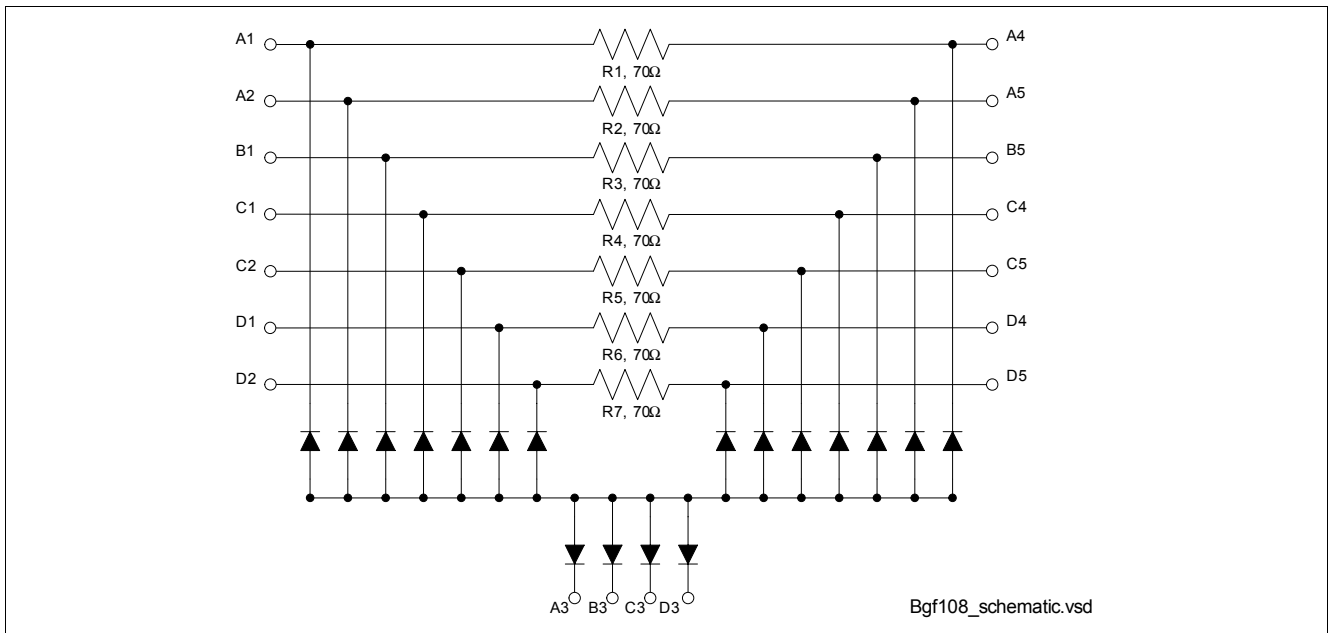 A1 A4
R1, 70Ω
A2 A5
R2, 70Ω
B1 B5
R3, 70Ω
C1 C4
R4, 70Ω
C2 C5
R5, 70Ω
D1 D4
R6, 70Ω
D2 D5
R7, 70Ω
A3 B3 C3 D3
Bgf108_schematic.vsd